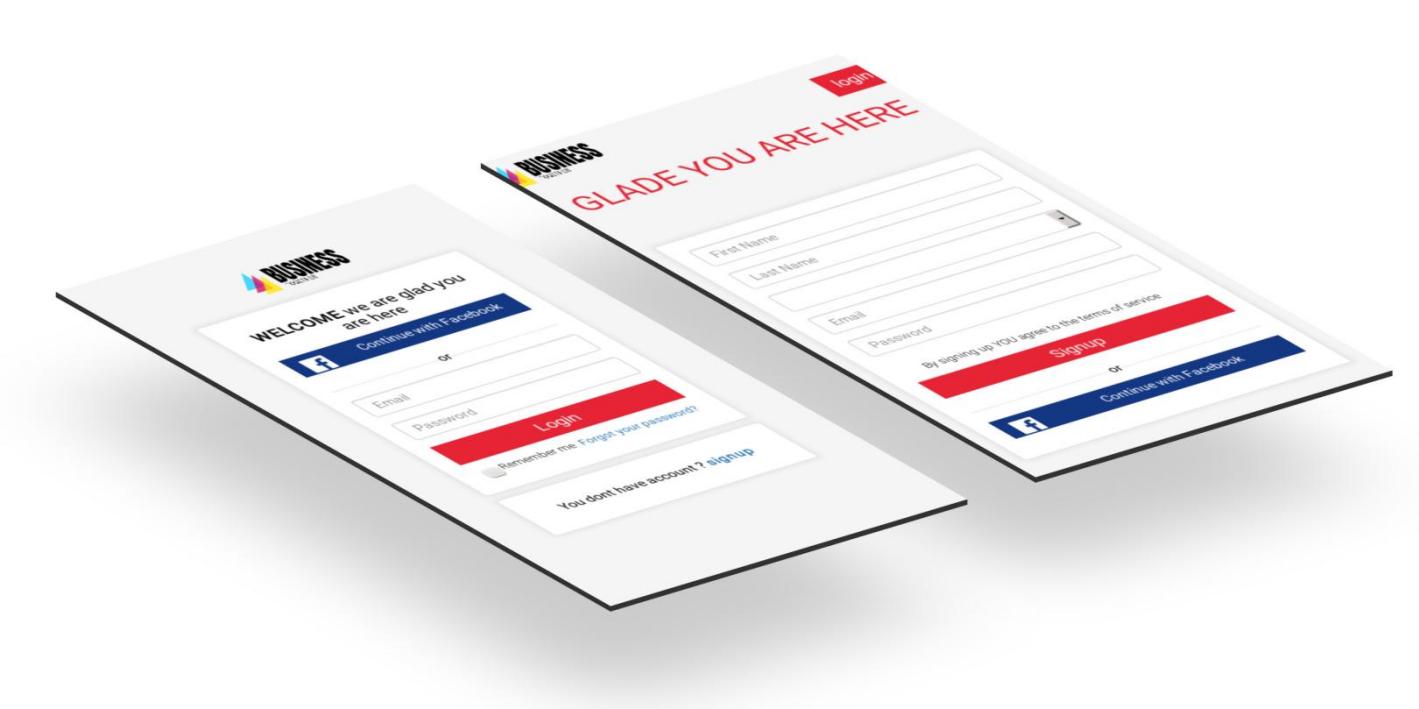 BUSINESS
WELCOME we are glad you
are here
Continue with Facebook
or
Email
Password
Login
Remember me Forgot your password?
You dont have account ? signup
login
BUSINESS
GLADE YOU ARE HERE
First Name
Last Name
Email
Password
By signing up YOU agree to the terms of service
Signup
or
Continue with Facebook